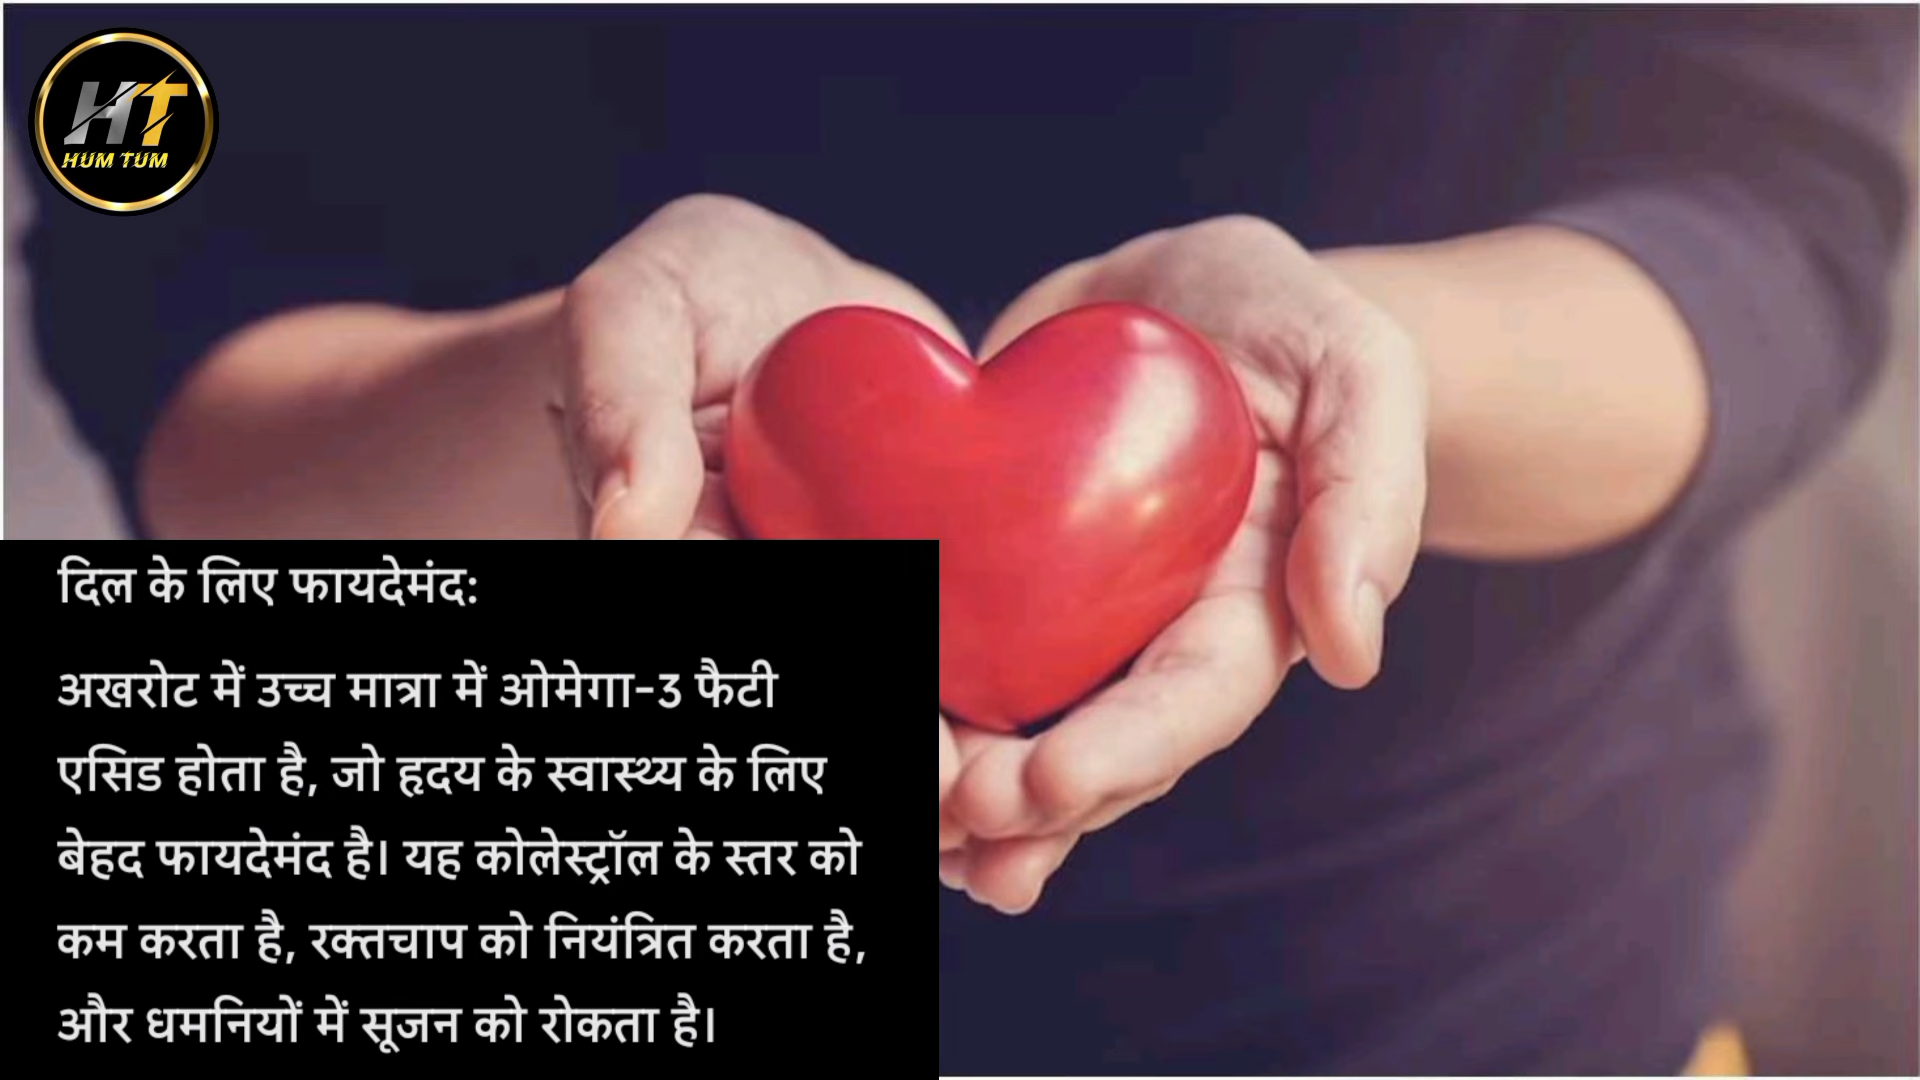 HT
HUM TUM
दिल के लिए फायदेमंद:
अखरोट में उच्च मात्रा में ओमेगा-3 फैटी
एसिड होता है, जो हृदय के स्वास्थ्य के लिए
बेहद फायदेमंद है। यह कोलेस्ट्रॉल के स्तर को
कम करता है, रक्तचाप को नियंत्रित करता है,
और धमनियों में सूजन को रोकता है।